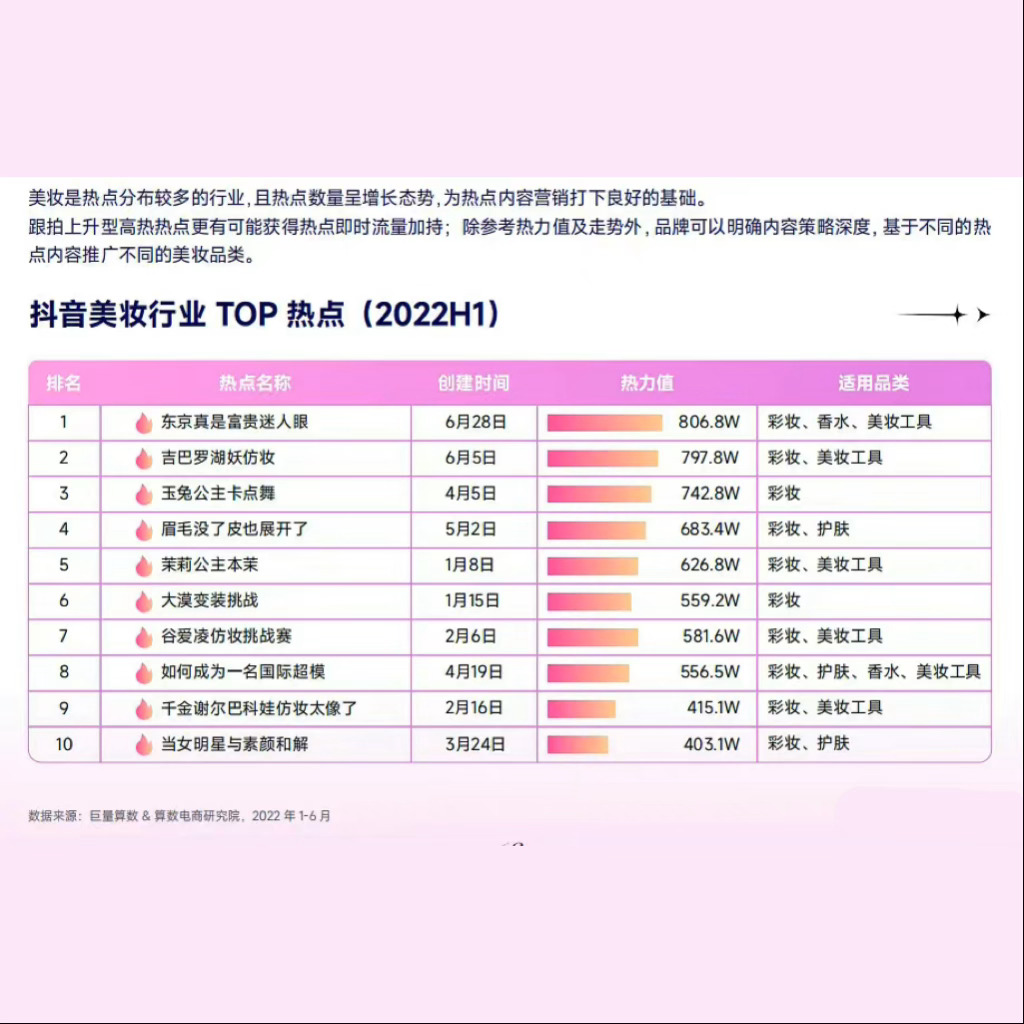 美妆是热点分布较多的行业,且热点数量呈增长态势,为热点内容营销打下良好的基础。
跟拍上升型高热热点更有可能获得热点即时流量加持；除参考热力值及走势外,品牌可以明确内容策略深度,基于不同的热
点内容推广不同的美妆品类。
抖音美妆行业 TOP 热点（2022H1）
排名 热点名称 创建时间 热力值 适用品类
1 东京真是富贵迷人眼 6月28日 806.8W 彩妆、香水、美妆工具
2 吉巴罗湖妖仿妆 6月5日 797.8W 彩妆、美妆工具
3 玉兔公主卡点舞 4月5日 742.8W 彩妆
4 眉毛没了皮也展开了 5月2日 683.4W 彩妆、护肤
5 茉莉公主本茉 1月8日 626.8W 彩妆、美妆工具
6 大漠变装挑战 1月15日 559.2W 彩妆
7 谷爱凌仿妆挑战赛 2月6日 581.6W 彩妆、美妆工具
8 如何成为一名国际超模 4月19日 556.5W 彩妆、护肤、香水、美妆工具
9 千金谢尔巴科娃仿妆太像了 2月16日 415.1W 彩妆、美妆工具
10 当女明星与素颜和解 3月24日 403.1W 彩妆、护肤
数据来源：巨量算数 & 算数电商研究院，2022 年 1-6 月